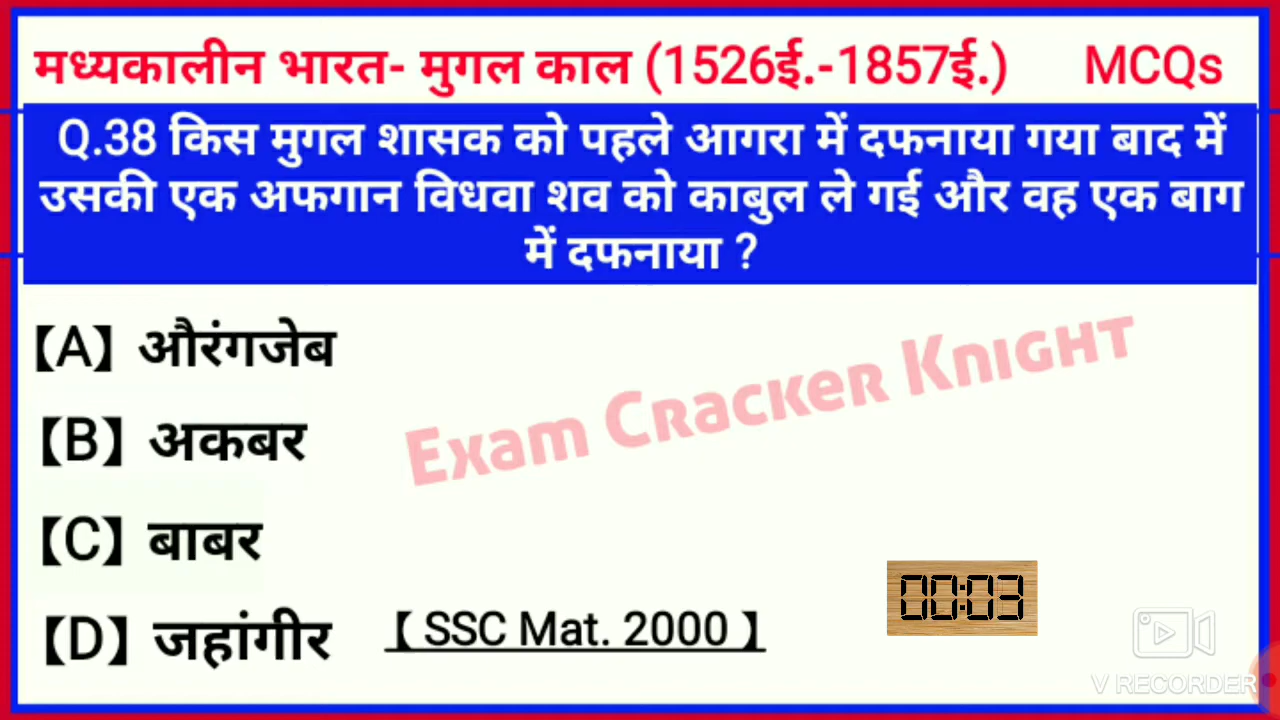 मध्यकालीन भारत- मुगल काल (1526ई.-1857ई.) MCQs
Q.38 किस मुगल शासक को पहले आगरा में दफनाया गया बाद में
उसकी एक अफगान विधवा शव को काबुल ले गई और वह एक बाग
में दफनाया ?
【A】 औरंगजेब
Exam Cracker Knight
【B】 अकबर
【C】 बाबर
00:03
【D】 जहांगीर 【 SSC Mat. 2000 】
V RECORDER